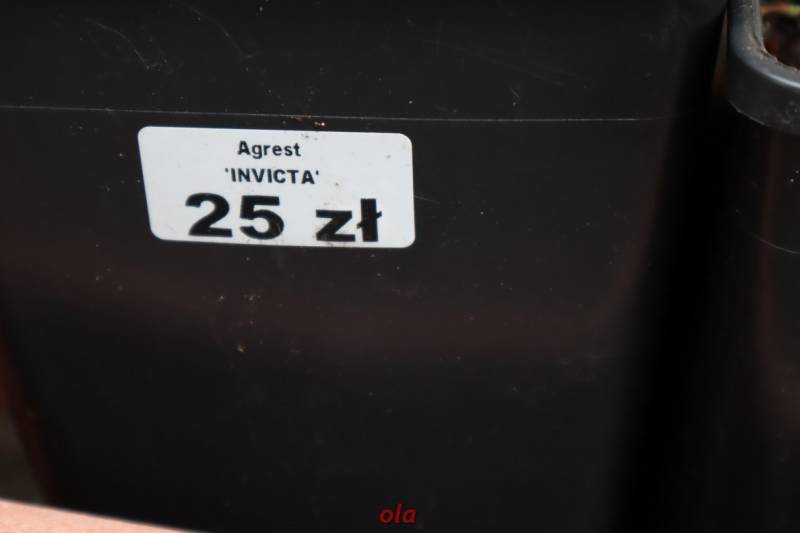 Agrest
'INVICTA'
25 zł
ola